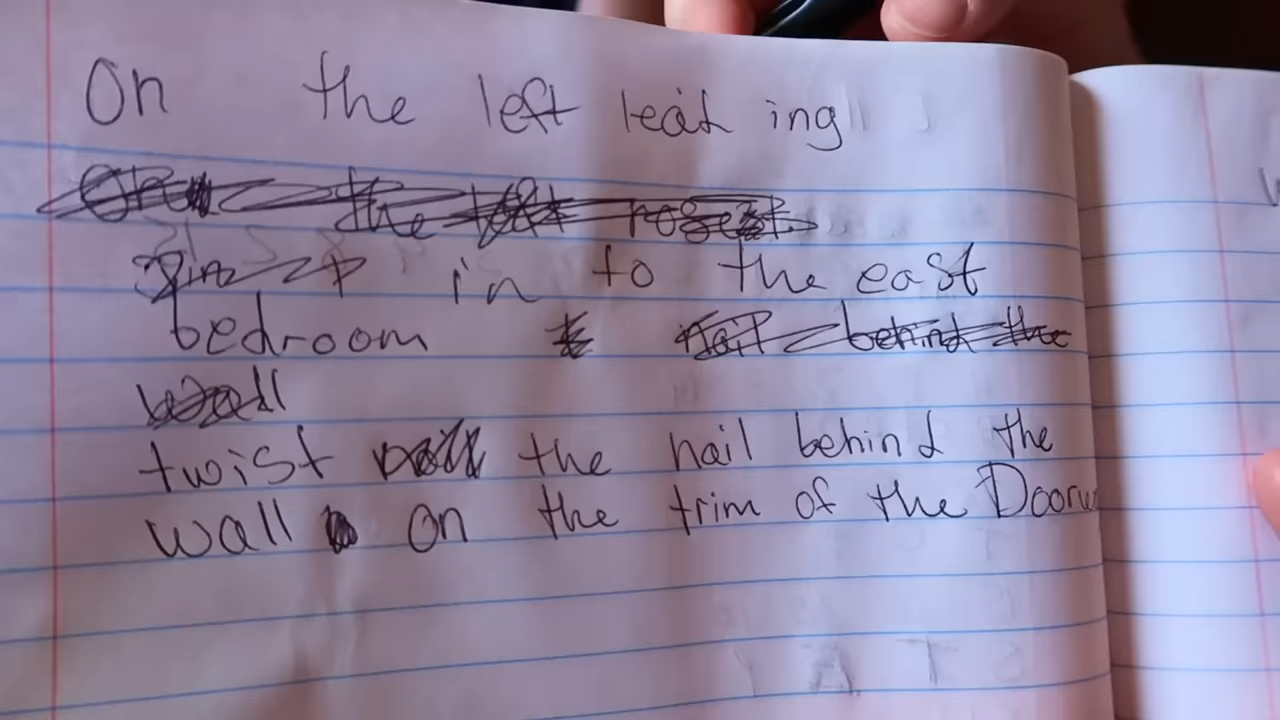 On the left leading
in to the east
bedroom
twist the nail behind the
wall on the trim of the Doorw